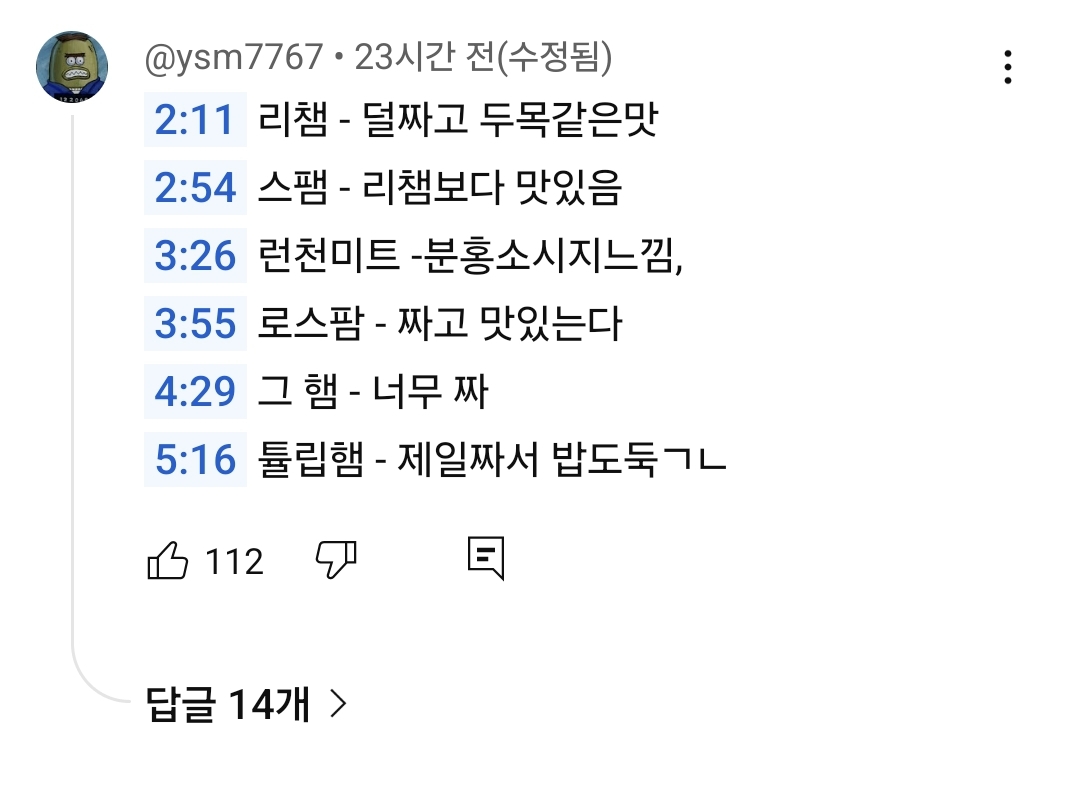 @ysm7767 • 23시간 전(수정됨)
2:11 리챔 - 덜짜고 두목같은맛
2:54 스팸 - 리챔보다 맛있음
3:26 런천미트 -분홍소시지느낌,
3:55 로스팜 - 짜고 맛있는다
4:29 그 햄 - 너무 짜
5:16 튤립햄 - 제일짜서 밥도둑ㄱㄴ
112
답글 14개